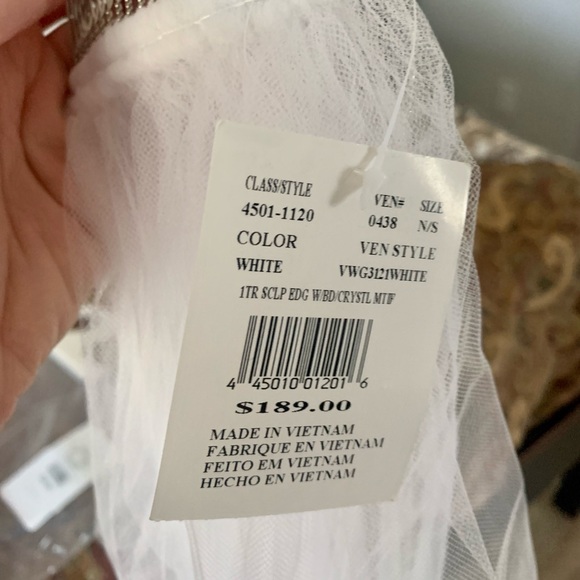 CLASS/STYLE VEN# SIZE
4501-1120 0438 N/S
COLOR VEN STYLE
WHITE VWG3121WHITE
1TR SCLP EDG W/BD/CRYSTL MTIF
4 45010 01201 6
$189.00
MADE IN VIETNAM
FABRIQUE EN VIETNAM
FEITO EM VIETNAM
HECHO EN VIETNAM